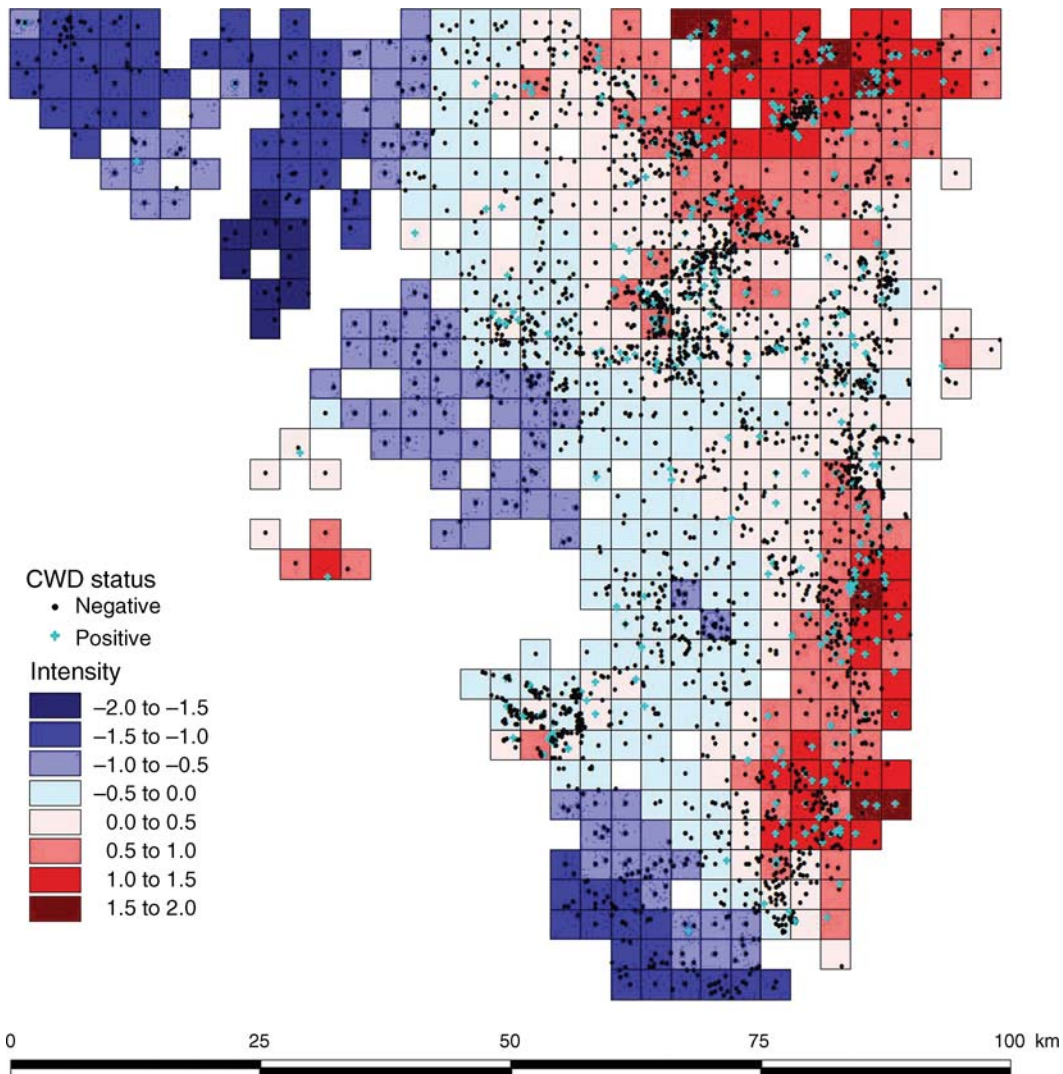 CWD status
Negative
Positive
Intensity
−2.0 to −1.5
−1.5 to −1.0
−1.0 to −0.5
−0.5 to 0.0
0.0 to 0.5
0.5 to 1.0
1.0 to 1.5
1.5 to 2.0
0 25 50 75 100 km